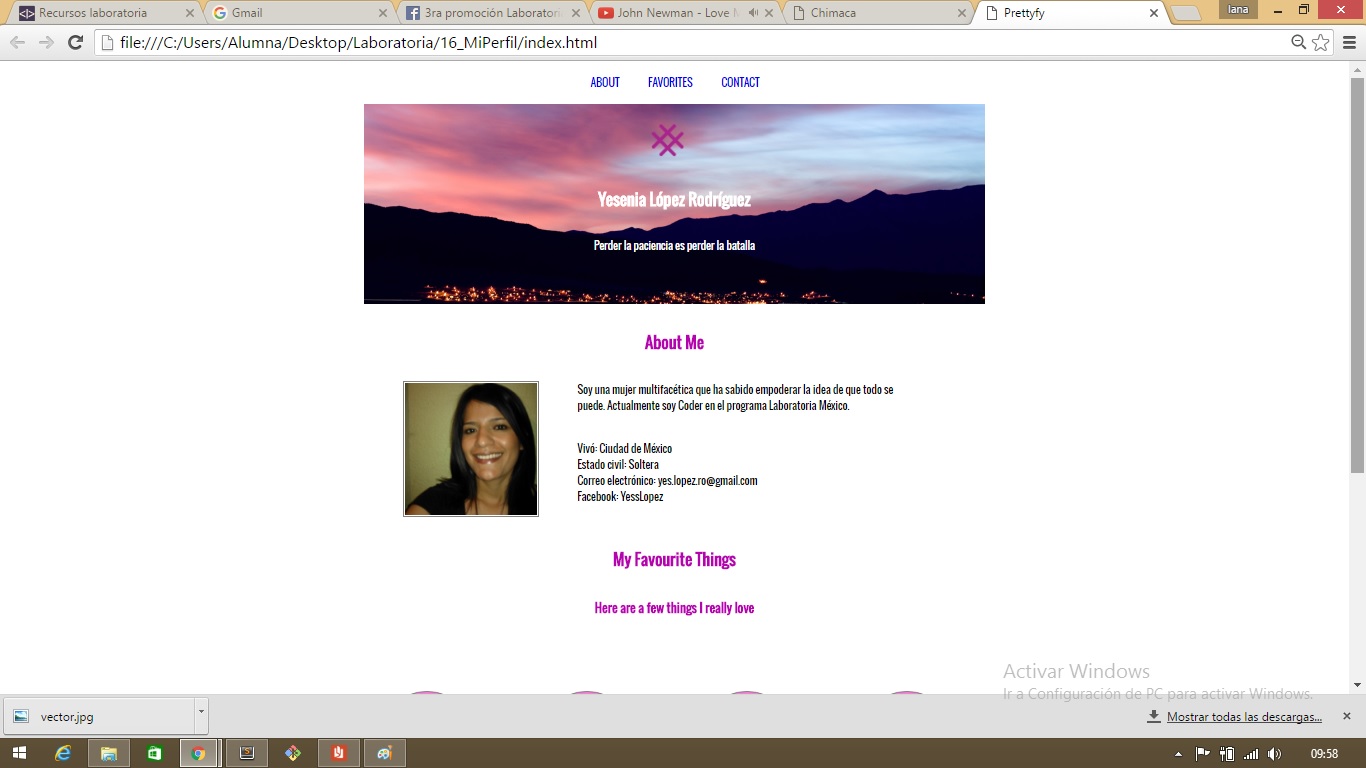 Recursos laboratoria
Gmail
3ra promoción Laboratori
John Newman - Love M
Chimaca
Prettyfy
lana
file:///C:/Users/Alumna/Desktop/Laboratoria/16_MiPerfil/index.html
ABOUT FAVORITES CONTACT
Yesenia López Rodríguez
Perder la paciencia es perder la batalla
About Me
Soy una mujer multifacética que ha sabido empoderar la idea de que todo se
puede. Actualmente soy Coder en el programa Laboratoria México.
Vivó: Ciudad de México
Estado civil: Soltera
Correo electrónico: yes.lopez.ro@gmail.com
Facebook: YessLopez
My Favourite Things
Here are a few things I really love
Activar Windows
Ir a Configuración de PC para activar Windows.
vector.jpg
Mostrar todas las descargas...
09:58